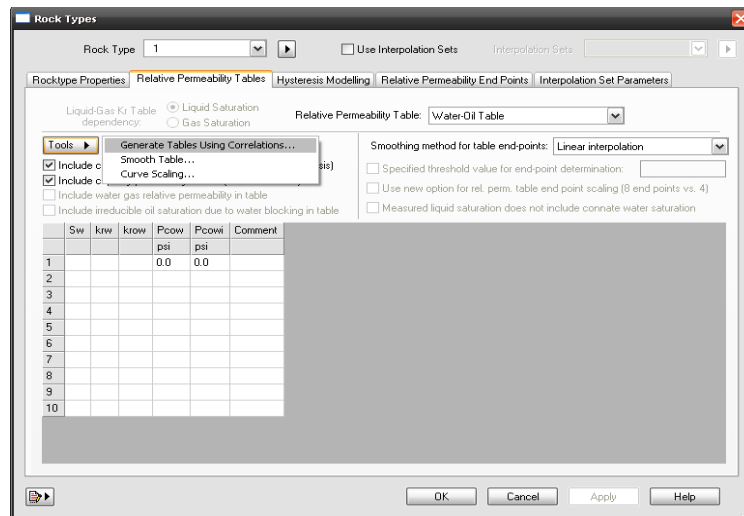 Rock Types
Rock Type 1 Use Interpolation Sets Interpolation Sets
Rocktype Properties Relative Permeability Tables Hysteresis Modelling Relative Permeability End Points Interpolation Set Parameters
Liquid-Gas Kr Table dependency: Liquid Saturation Gas Saturation
Relative Permeability Table: Water-Oil Table
Tools
Generate Tables Using Correlations...
Smooth Table...
Curve Scaling...
Include c sis)
Include c
Include water gas relative permeability in table
Include irreducible oil saturation due to water blocking in table
Smoothing method for table end-points: Linear interpolation
Specified threshold value for end-point determination:
Use new option for rel. perm. table end point scaling (8 end points vs. 4)
Measured liquid saturation does not include connate water saturation
Sw krw krow Pcow Pcowi Comment
psi psi
1 0.0 0.0
2
3
4
5
6
7
8
9
10
OK Cancel Apply Help